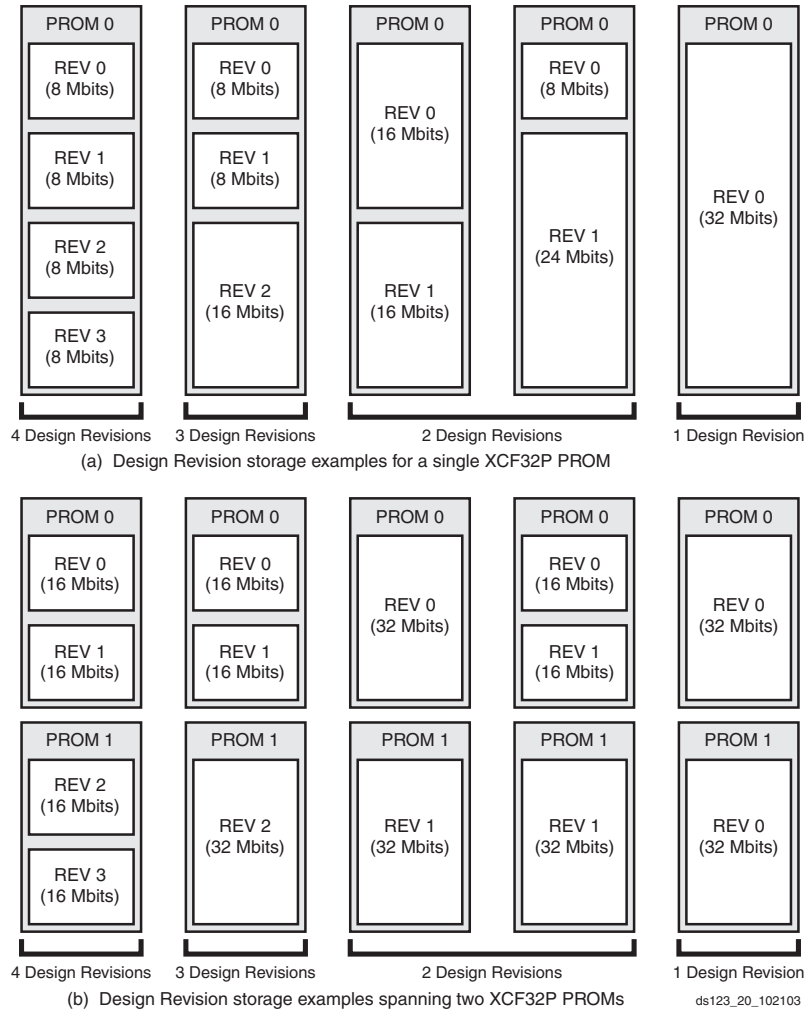 PROM 0
REV 0
(8 Mbits)
REV 1
(8 Mbits)
REV 2
(8 Mbits)
REV 3
(8 Mbits)
PROM 0
REV 0
(8 Mbits)
REV 1
(8 Mbits)
REV 2
(16 Mbits)
PROM 0
REV 0
(16 Mbits)
REV 1
(16 Mbits)
PROM 0
REV 0
(8 Mbits)
REV 1
(24 Mbits)
PROM 0
REV 0
(32 Mbits)
4 Design Revisions
3 Design Revisions
2 Design Revisions
1 Design Revision
(a) Design Revision storage examples for a single XCF32P PROM
PROM 0
REV 0
(16 Mbits)
REV 1
(16 Mbits)
PROM 0
REV 0
(16 Mbits)
REV 1
(16 Mbits)
PROM 0
REV 0
(32 Mbits)
PROM 0
REV 0
(16 Mbits)
REV 1
(16 Mbits)
PROM 0
REV 0
(32 Mbits)
PROM 1
REV 2
(16 Mbits)
REV 3
(16 Mbits)
PROM 1
REV 2
(32 Mbits)
PROM 1
REV 1
(32 Mbits)
PROM 1
REV 1
(32 Mbits)
PROM 1
REV 0
(32 Mbits)
4 Design Revisions
3 Design Revisions
2 Design Revisions
1 Design Revision
(b) Design Revision storage examples spanning two XCF32P PROMs
ds123_20_102103